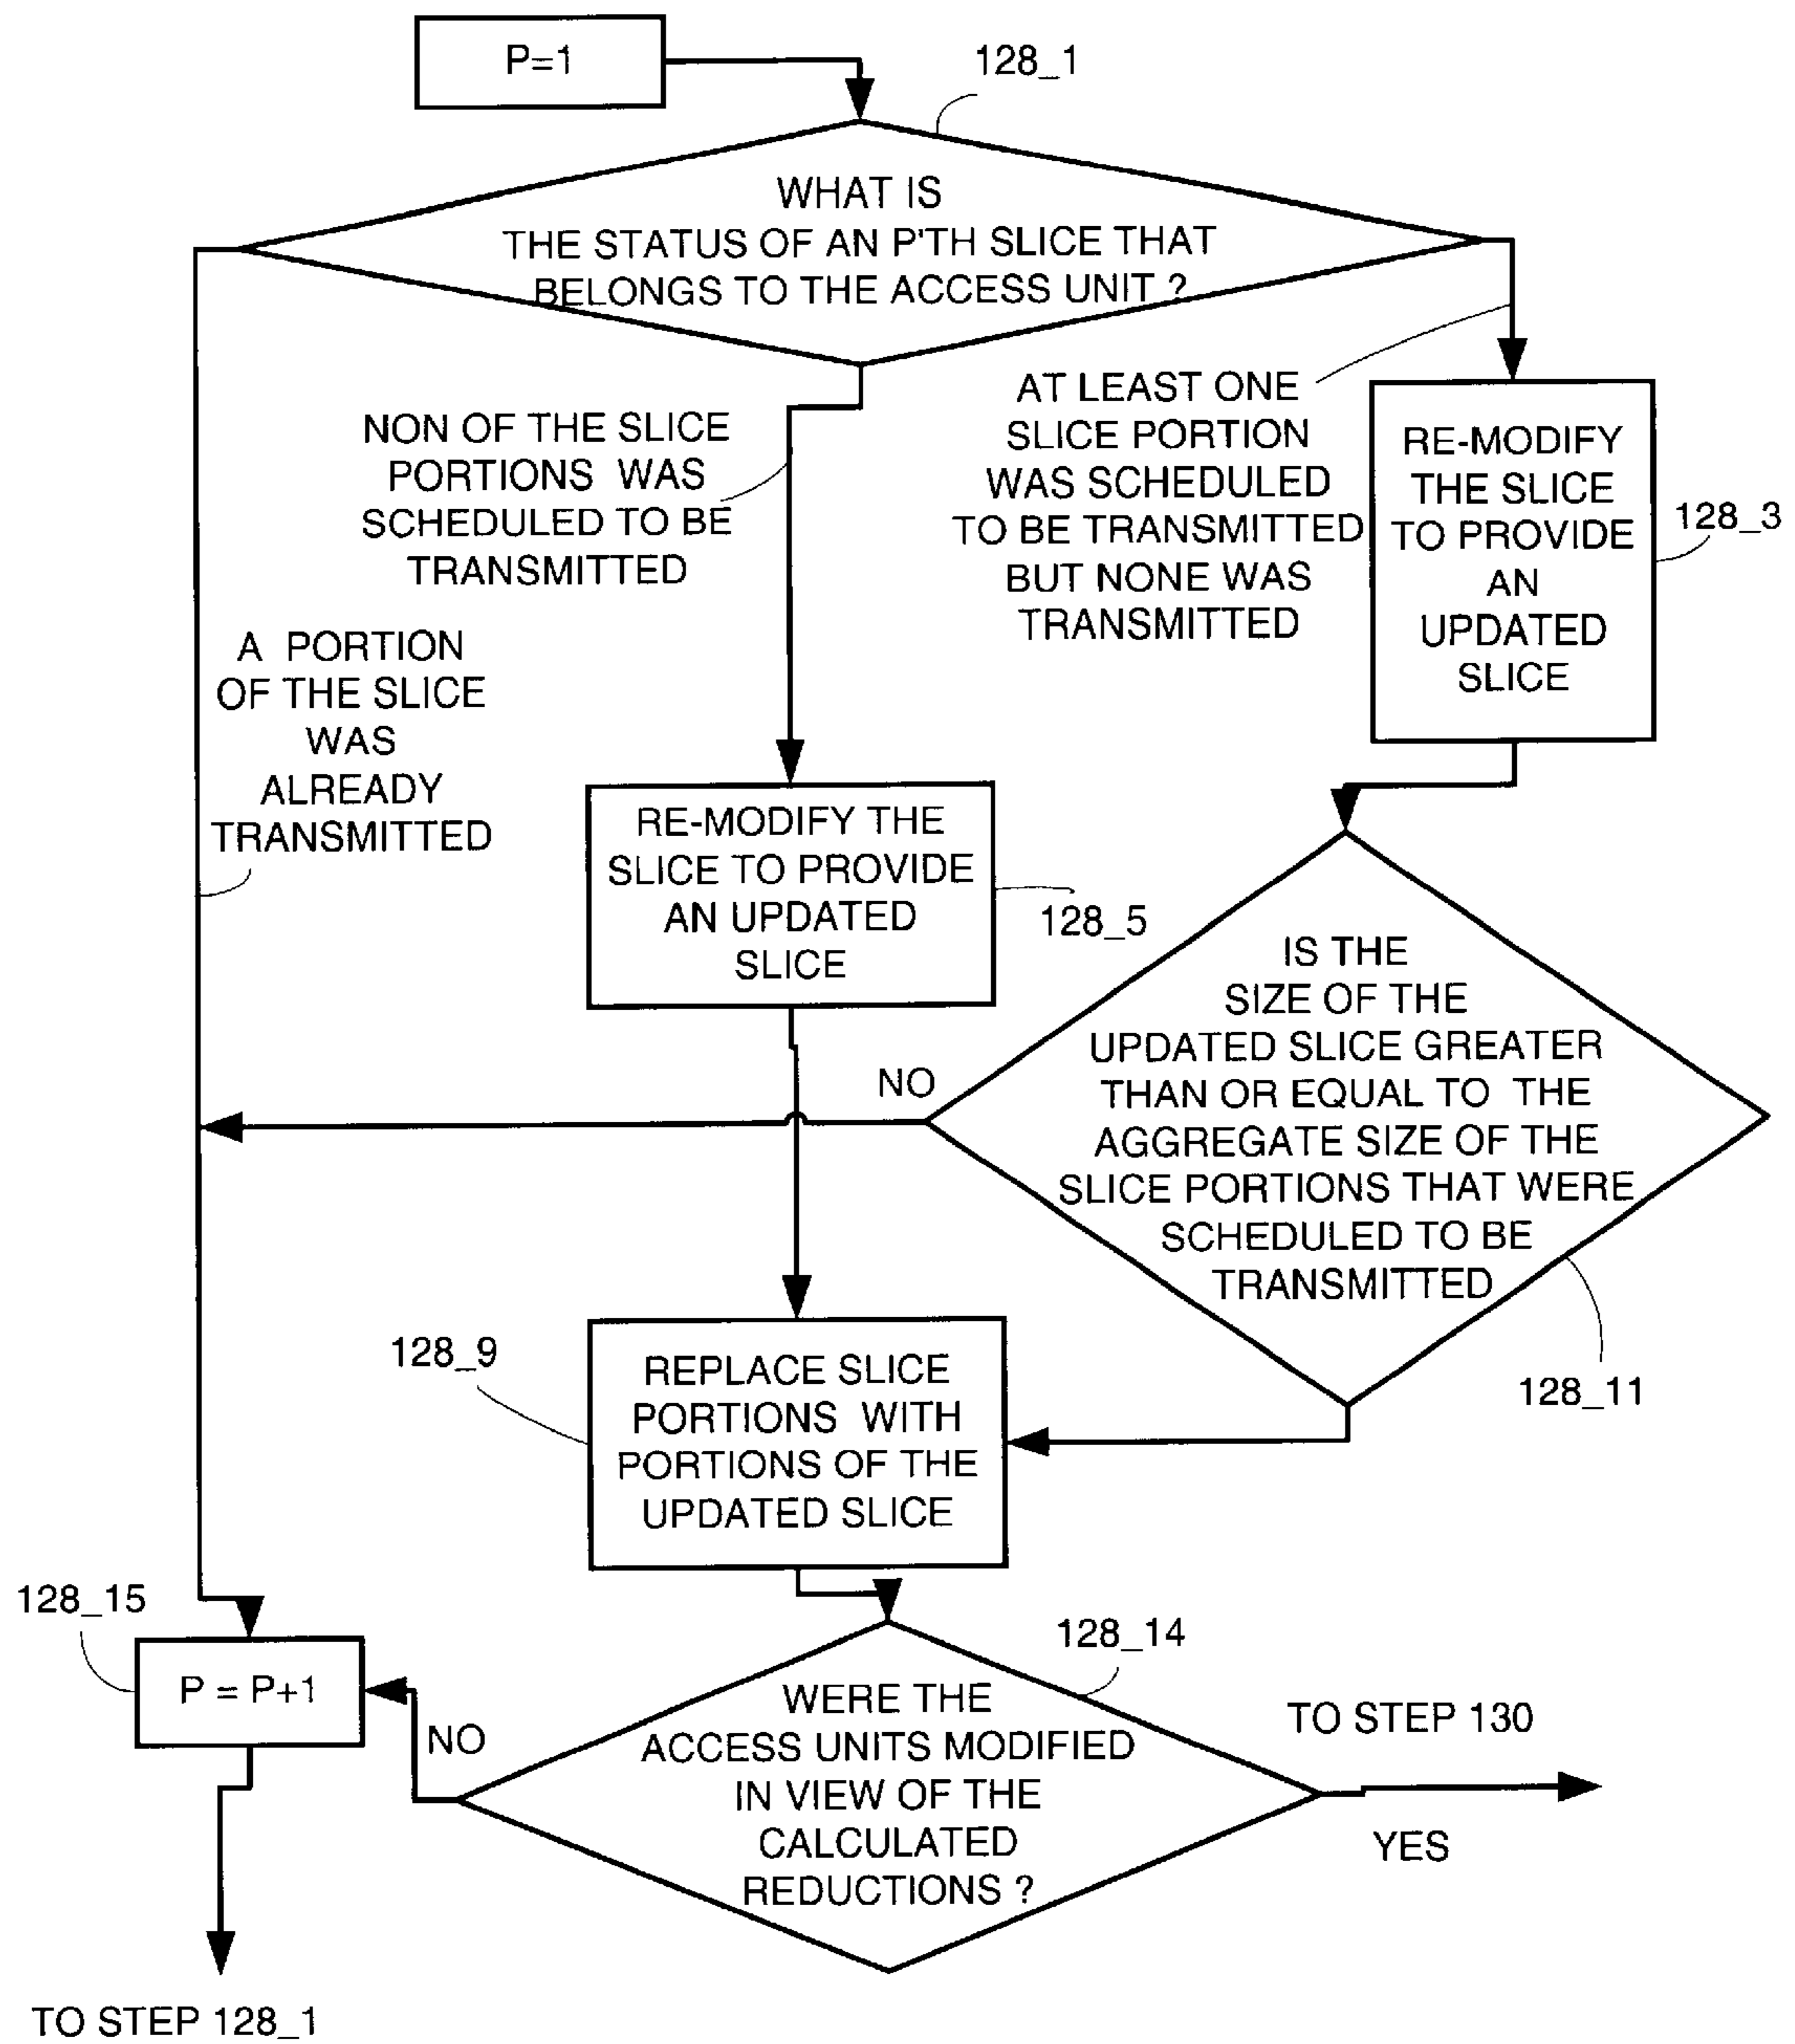 P=1
128_1
WHAT IS
THE STATUS OF AN P'TH SLICE THAT
BELONGS TO THE ACCESS UNIT ?
NON OF THE SLICE
PORTIONS WAS
SCHEDULED TO BE
TRANSMITTED
AT LEAST ONE
SLICE PORTION
WAS SCHEDULED
TO BE TRANSMITTED
BUT NONE WAS
TRANSMITTED
RE-MODIFY
THE SLICE
TO PROVIDE
AN
UPDATED
SLICE
128_3
A PORTION
OF THE SLICE
WAS
ALREADY
TRANSMITTED
RE-MODIFY THE
SLICE TO PROVIDE
AN UPDATED
SLICE
128_5
IS THE
SIZE OF THE
UPDATED SLICE GREATER
THAN OR EQUAL TO THE
AGGREGATE SIZE OF THE
SLICE PORTIONS THAT WERE
SCHEDULED TO BE
TRANSMITTED
NO
128_11
128_9
REPLACE SLICE
PORTIONS WITH
PORTIONS OF THE
UPDATED SLICE
128_15
P = P+1
NO
128_14
WERE THE
ACCESS UNITS MODIFIED
IN VIEW OF THE
CALCULATED
REDUCTIONS ?
TO STEP 130
YES
TO STEP 128_1